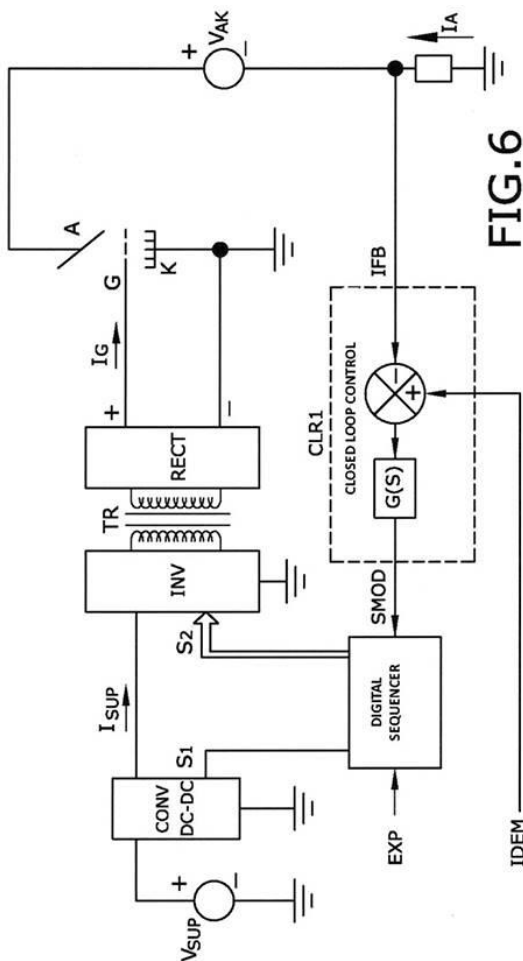 VSUP
+
−
CONV
DC-DC
S1
ISUP
INV
S2
TR
RECT
+
−
IG
G
K
A
+
−
VAK
IA
EXP
DIGITAL
SEQUENCER
SMOD
CLR1
CLOSED LOOP CONTROL
G(S)
−
+
IFB
IDEM
FIG.6